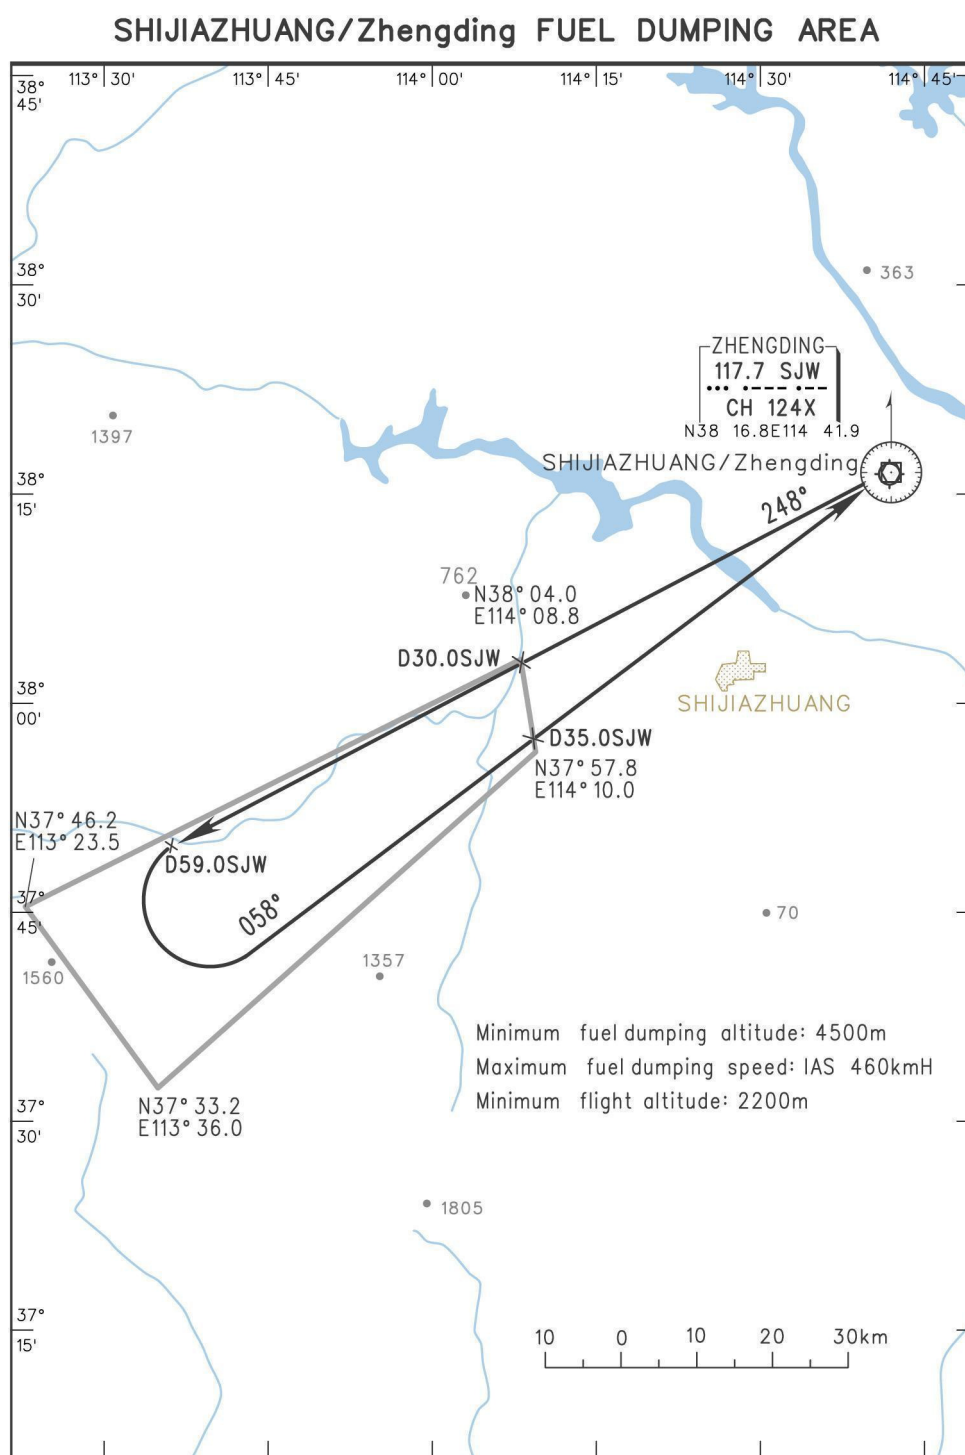 SHIJIAZHUANG/Zhengding FUEL DUMPING AREA
113° 30' 113° 45' 114° 00' 114° 15' 114° 30' 114° 45'
38°
45'
38°
30'
363
ZHENGDING
117.7 SJW
CH 124X
N38 16.8E114 41.9
1397
SHIJIAZHUANG/Zhengding
38°
15'
248°
762
N38° 04.0
E114° 08.8
D30.0SJW
38°
00'
SHIJIAZHUANG
D35.0SJW
N37° 57.8
E114° 10.0
N37° 46.2
E113° 23.5
D59.0SJW
37°
45'
058°
70
1560
1357
Minimum fuel dumping altitude: 4500m
Maximum fuel dumping speed: IAS 460kmH
Minimum flight altitude: 2200m
N37° 33.2
E113° 36.0
37°
30'
1805
37°
15'
10 0 10 20 30km